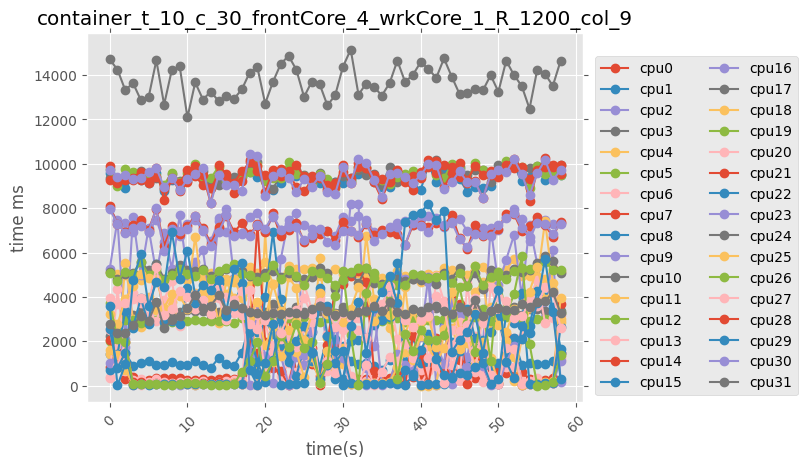 container_t_10_c_30_frontCore_4_wrkCore_1_R_1200_col_9
time ms
14000
12000
10000
8000
6000
4000
2000
0
0
10
20
30
40
50
60
time(s)
cpu0
cpu1
cpu2
cpu3
cpu4
cpu5
cpu6
cpu7
cpu8
cpu9
cpu10
cpu11
cpu12
cpu13
cpu14
cpu15
cpu16
cpu17
cpu18
cpu19
cpu20
cpu21
cpu22
cpu23
cpu24
cpu25
cpu26
cpu27
cpu28
cpu29
cpu30
cpu31